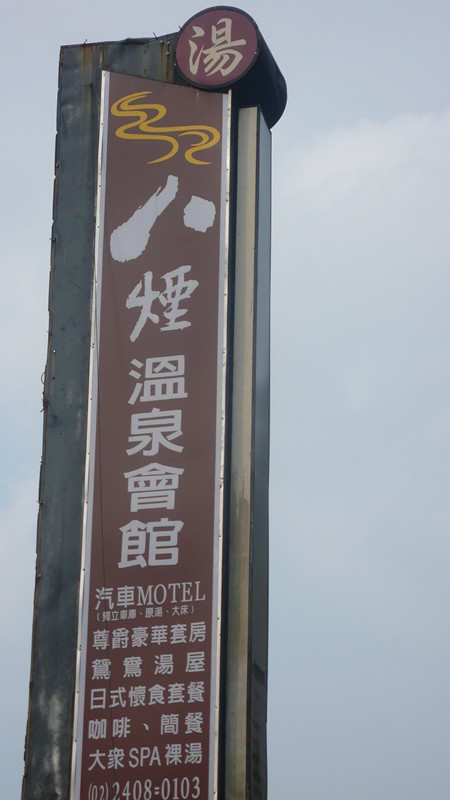 湯
八煙
溫泉會館
汽車MOTEL
(獨立車庫、原湯、大床)
尊爵豪華套房
鴛鴦湯屋
日式懷食套餐
咖啡、簡餐
大衆SPA裸湯
(02)2408-0103